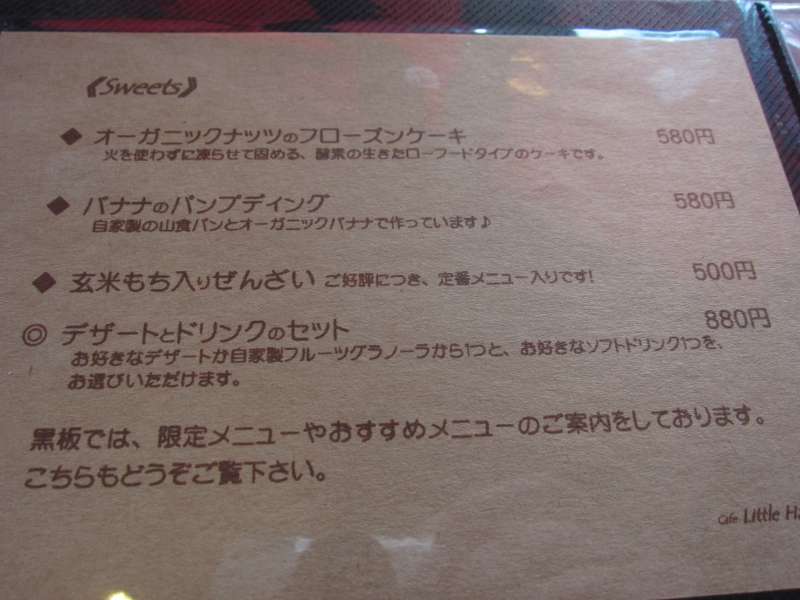 《Sweets》
◆ オーガニックナッツのフローズンケーキ 580円
火を使わずに凍らせて固める、酵素の生きたローフードタイプのケーキです。
◆ バナナのパンプディング 580円
自家製の山食パンとオーガニックバナナで作っています♪
◆ 玄米もち入りぜんざい ご好評につき、定番メニュー入りです! 500円
◎ デザートとドリンクのセット 880円
お好きなデザートか自家製フルーツグラノーラから1つと、お好きなソフトドリンク1つを、
お選びいただけます。
黒板では、限定メニューやおすすめメニューのご案内をしております。
こちらもどうぞご覧下さい。
Cafe Little